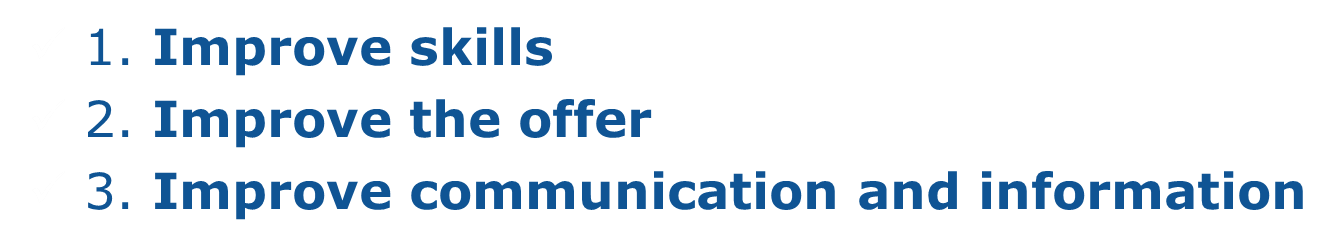 1. Improve skills
2. Improve the offer
3. Improve communication and information